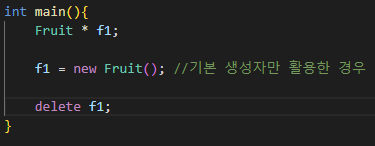 int main(){
    Fruit * f1;
    f1 = new Fruit(); //기본 생성자만 활용한 경우
    delete f1;
}